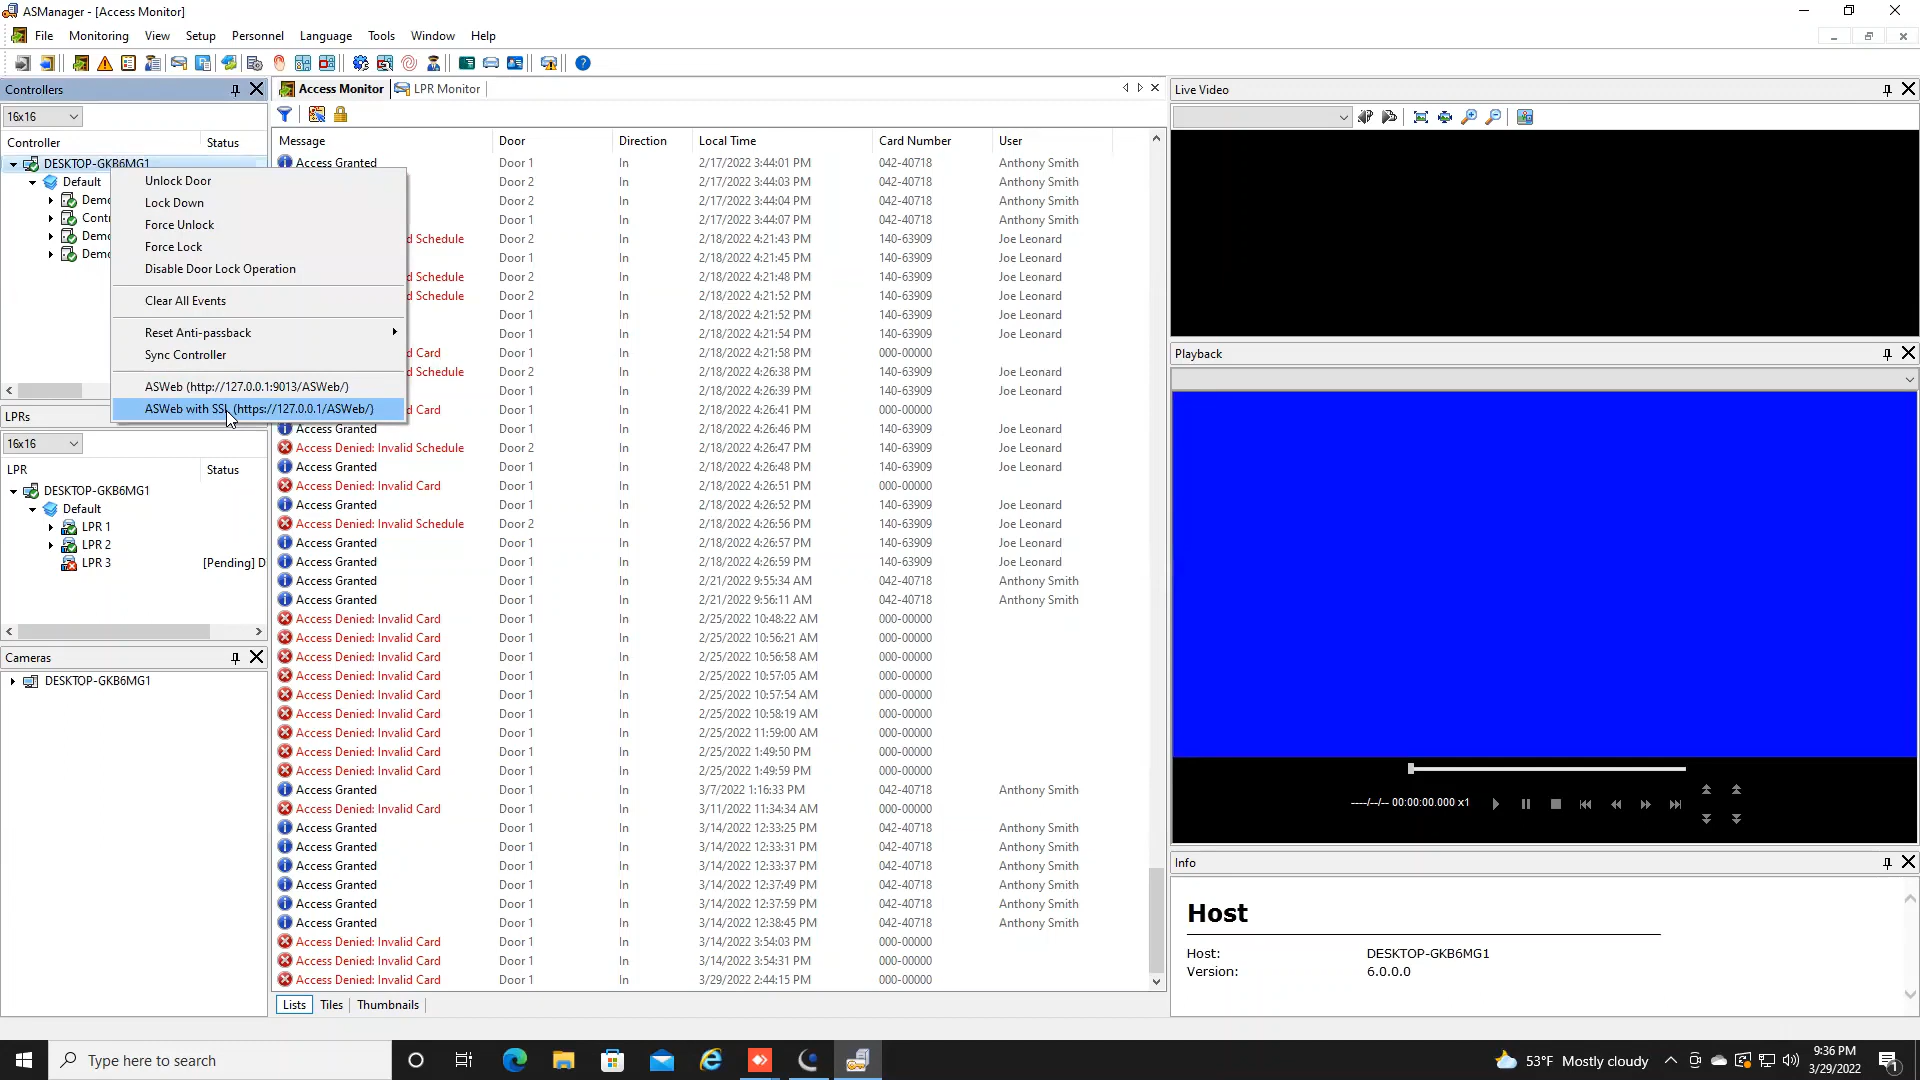 ASManager - [Access Monitor]
File Monitoring View Setup Personnel Language Tools Window Help
Controllers
16x16
Controller Status
DESKTOP-GKB6MG1
Default
Demo
Cont
Demo
Demo
Unlock Door
Lock Down
Force Unlock
Force Lock
Disable Door Lock Operation
Clear All Events
Reset Anti-passback
Sync Controller
ASWeb (http://127.0.0.1:9013/ASWeb/)
ASWeb with SSL (https://127.0.0.1/ASWeb/)
LPRs
16x16
LPR Status
DESKTOP-GKB6MG1
Default
LPR 1
LPR 2
LPR 3 [Pending] D
Cameras
DESKTOP-GKB6MG1
Access Monitor LPR Monitor
Message Door Direction Local Time Card Number User
Access Granted Door 1 In 2/17/2022 3:44:01 PM 042-40718 Anthony Smith
Door 2 In 2/17/2022 3:44:03 PM 042-40718 Anthony Smith
Door 2 In 2/17/2022 3:44:04 PM 042-40718 Anthony Smith
Door 1 In 2/17/2022 3:44:07 PM 042-40718 Anthony Smith
d Schedule Door 2 In 2/18/2022 4:21:43 PM 140-63909 Joe Leonard
Door 1 In 2/18/2022 4:21:45 PM 140-63909 Joe Leonard
d Schedule Door 2 In 2/18/2022 4:21:48 PM 140-63909 Joe Leonard
d Schedule Door 2 In 2/18/2022 4:21:52 PM 140-63909 Joe Leonard
Door 1 In 2/18/2022 4:21:52 PM 140-63909 Joe Leonard
Door 1 In 2/18/2022 4:21:54 PM 140-63909 Joe Leonard
d Card Door 1 In 2/18/2022 4:21:58 PM 000-00000
d Schedule Door 2 In 2/18/2022 4:26:38 PM 140-63909 Joe Leonard
Door 1 In 2/18/2022 4:26:39 PM 140-63909 Joe Leonard
d Card Door 1 In 2/18/2022 4:26:41 PM 000-00000
Access Granted Door 1 In 2/18/2022 4:26:46 PM 140-63909 Joe Leonard
Access Denied: Invalid Schedule Door 2 In 2/18/2022 4:26:47 PM 140-63909 Joe Leonard
Access Granted Door 1 In 2/18/2022 4:26:48 PM 140-63909 Joe Leonard
Access Denied: Invalid Card Door 1 In 2/18/2022 4:26:51 PM 000-00000
Access Granted Door 1 In 2/18/2022 4:26:52 PM 140-63909 Joe Leonard
Access Denied: Invalid Schedule Door 2 In 2/18/2022 4:26:56 PM 140-63909 Joe Leonard
Access Granted Door 1 In 2/18/2022 4:26:57 PM 140-63909 Joe Leonard
Access Granted Door 1 In 2/18/2022 4:26:59 PM 140-63909 Joe Leonard
Access Granted Door 1 In 2/21/2022 9:55:34 AM 042-40718 Anthony Smith
Access Granted Door 1 In 2/21/2022 9:56:11 AM 042-40718 Anthony Smith
Access Denied: Invalid Card Door 1 In 2/25/2022 10:48:22 AM 000-00000
Access Denied: Invalid Card Door 1 In 2/25/2022 10:56:21 AM 000-00000
Access Denied: Invalid Card Door 1 In 2/25/2022 10:56:58 AM 000-00000
Access Denied: Invalid Card Door 1 In 2/25/2022 10:57:05 AM 000-00000
Access Denied: Invalid Card Door 1 In 2/25/2022 10:57:54 AM 000-00000
Access Denied: Invalid Card Door 1 In 2/25/2022 10:58:19 AM 000-00000
Access Denied: Invalid Card Door 1 In 2/25/2022 11:59:00 AM 000-00000
Access Denied: Invalid Card Door 1 In 2/25/2022 1:49:50 PM 000-00000
Access Denied: Invalid Card Door 1 In 2/25/2022 1:49:59 PM 000-00000
Access Granted Door 1 In 3/7/2022 1:16:33 PM 042-40718 Anthony Smith
Access Denied: Invalid Card Door 1 In 3/11/2022 11:34:34 AM 000-00000
Access Granted Door 1 In 3/14/2022 12:33:25 PM 042-40718 Anthony Smith
Access Granted Door 1 In 3/14/2022 12:33:31 PM 042-40718 Anthony Smith
Access Granted Door 1 In 3/14/2022 12:33:37 PM 042-40718 Anthony Smith
Access Granted Door 1 In 3/14/2022 12:37:49 PM 042-40718 Anthony Smith
Access Granted Door 1 In 3/14/2022 12:37:59 PM 042-40718 Anthony Smith
Access Granted Door 1 In 3/14/2022 12:38:45 PM 042-40718 Anthony Smith
Access Denied: Invalid Card Door 1 In 3/14/2022 3:54:03 PM 000-00000
Access Denied: Invalid Card Door 1 In 3/14/2022 3:54:31 PM 000-00000
Access Denied: Invalid Card Door 1 In 3/29/2022 2:44:15 PM 000-00000
Lists Tiles Thumbnails
Live Video
Playback
----/--/-- 00:00:00.000 x1
Info
Host
Host: DESKTOP-GKB6MG1
Version: 6.0.0.0
Type here to search
53°F Mostly cloudy
9:36 PM
3/29/2022
1